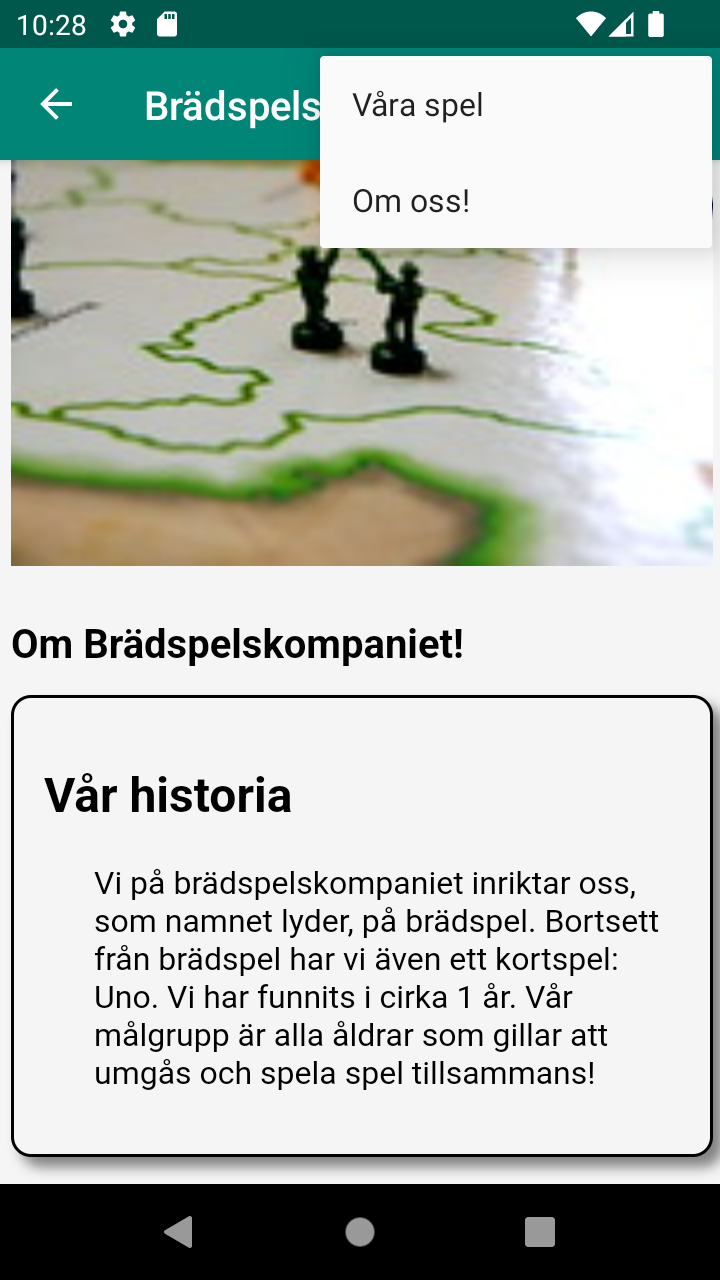 10:28
Brädspels
Våra spel
Om oss!
Om Brädspelskompaniet!
Vår historia
Vi på brädspelskompaniet inriktar oss,
som namnet lyder, på brädspel. Bortsett
från brädspel har vi även ett kortspel:
Uno. Vi har funnits i cirka 1 år. Vår
målgrupp är alla åldrar som gillar att
umgås och spela spel tillsammans!